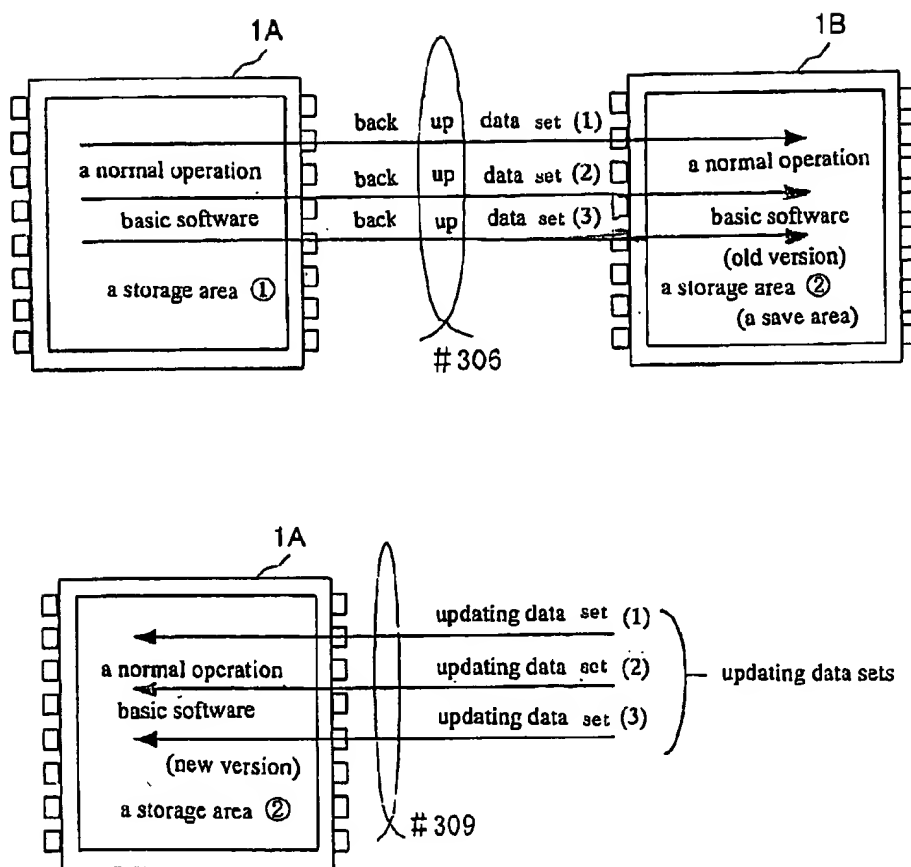 1A
1B
back up data set (1)
a normal operation
a normal operation
back up data set (2)
basic software
basic software
back up data set (3)
(old version)
a storage area ①
a storage area ②
(a save area)
#306
1A
updating data set (1)
a normal operation
updating data set (2)
updating data sets
basic software
updating data set (3)
(new version)
a storage area ②
#309